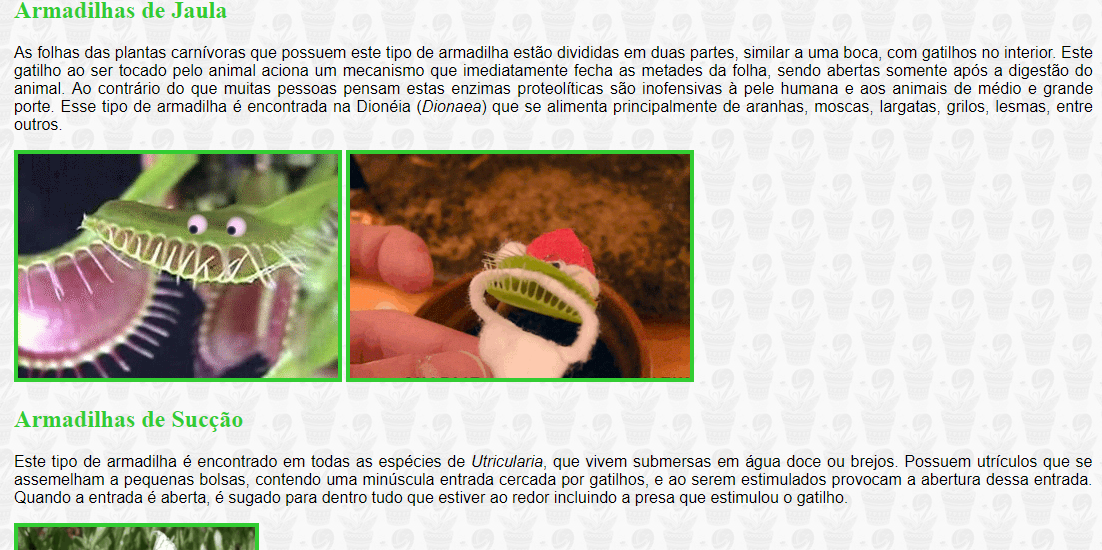 Armadilhas de Jaula
As folhas das plantas carnívoras que possuem este tipo de armadilha estão divididas em duas partes, similar a uma boca, com gatilhos no interior. Este
gatilho ao ser tocado pelo animal aciona um mecanismo que imediatamente fecha as metades da folha, sendo abertas somente após a digestão do
animal. Ao contrário do que muitas pessoas pensam estas enzimas proteolíticas são inofensivas à pele humana e aos animais de médio e grande
porte. Esse tipo de armadilha é encontrada na Dionéia (Dionaea) que se alimenta principalmente de aranhas, moscas, largatas, grilos, lesmas, entre
outros.
Armadilhas de Sucção
Este tipo de armadilha é encontrado em todas as espécies de Utricularia, que vivem submersas em água doce ou brejos. Possuem utrículos que se
assemelham a pequenas bolsas, contendo uma minúscula entrada cercada por gatilhos, e ao serem estimulados provocam a abertura dessa entrada.
Quando a entrada é aberta, é sugado para dentro tudo que estiver ao redor incluindo a presa que estimulou o gatilho.